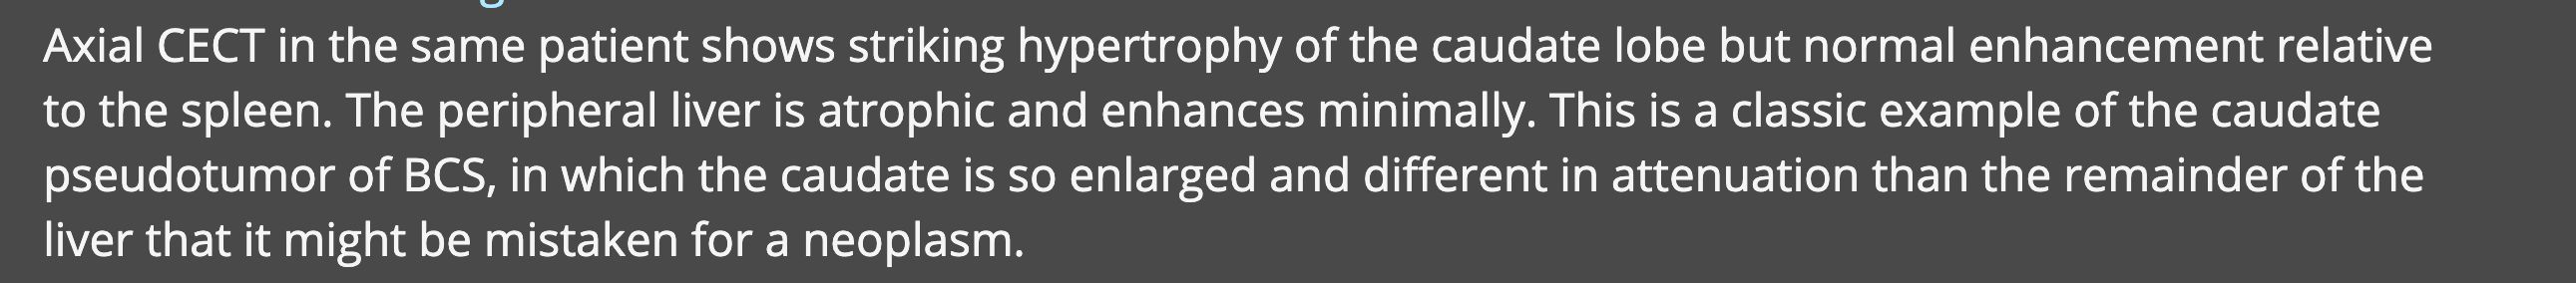 Axial CECT in the same patient shows striking hypertrophy of the caudate lobe but normal enhancement relative
to the spleen. The peripheral liver is atrophic and enhances minimally. This is a classic example of the caudate
pseudotumor of BCS, in which the caudate is so enlarged and different in attenuation than the remainder of the
liver that it might be mistaken for a neoplasm.